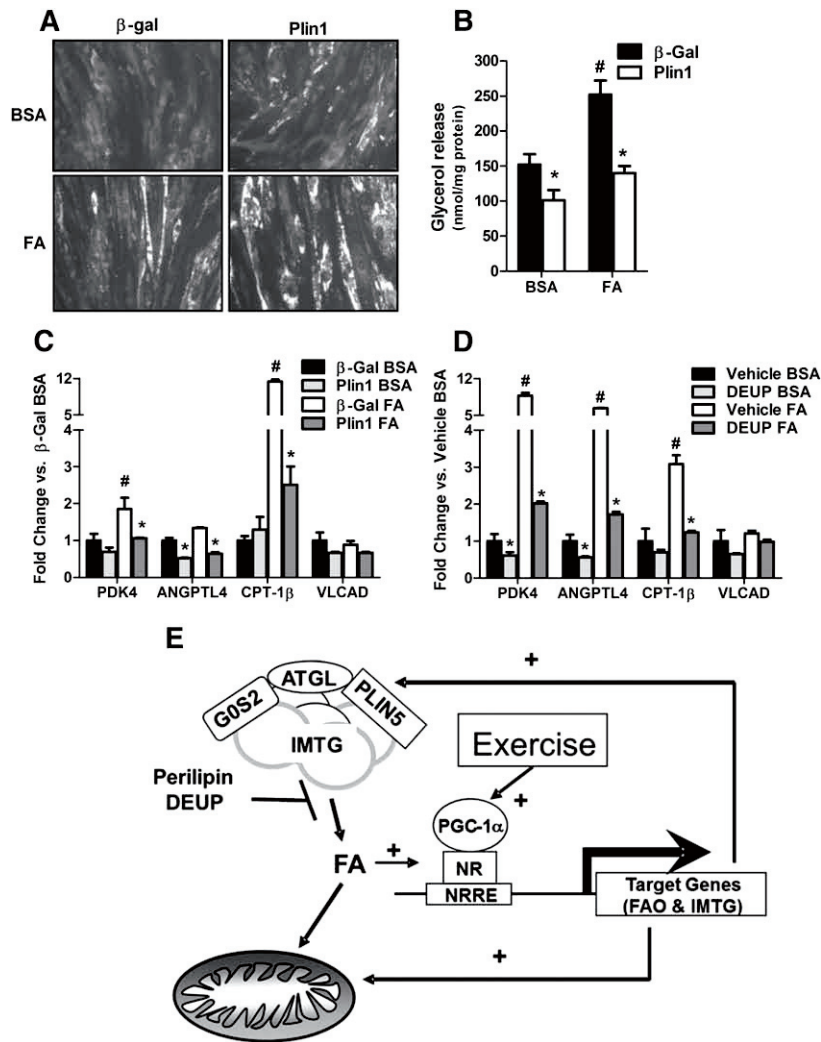 A
β-gal
Plin1
BSA
FA
B
β-Gal
Plin1
Glycerol release
(nmol/mg protein)
300
250
200
150
100
50
0
#
*
*
BSA
FA
C
β-Gal BSA
Plin1 BSA
β-Gal FA
Plin1 FA
Fold Change vs. β-Gal BSA
12
5
4
3
2
1
0
#
*
*
*
#
*
PDK4
ANGPTL4
CPT-1β
VLCAD
D
Vehicle BSA
DEUP BSA
Vehicle FA
DEUP FA
Fold Change vs. Vehicle BSA
12
5
4
3
2
1
0
*
#
*
*
#
*
#
*
PDK4
ANGPTL4
CPT-1β
VLCAD
E
G0S2
ATGL
PLIN5
IMTG
+
Exercise
Perilipin
DEUP
+
PGC-1α
FA
+
NR
NRRE
Target Genes
(FAO & IMTG)
+